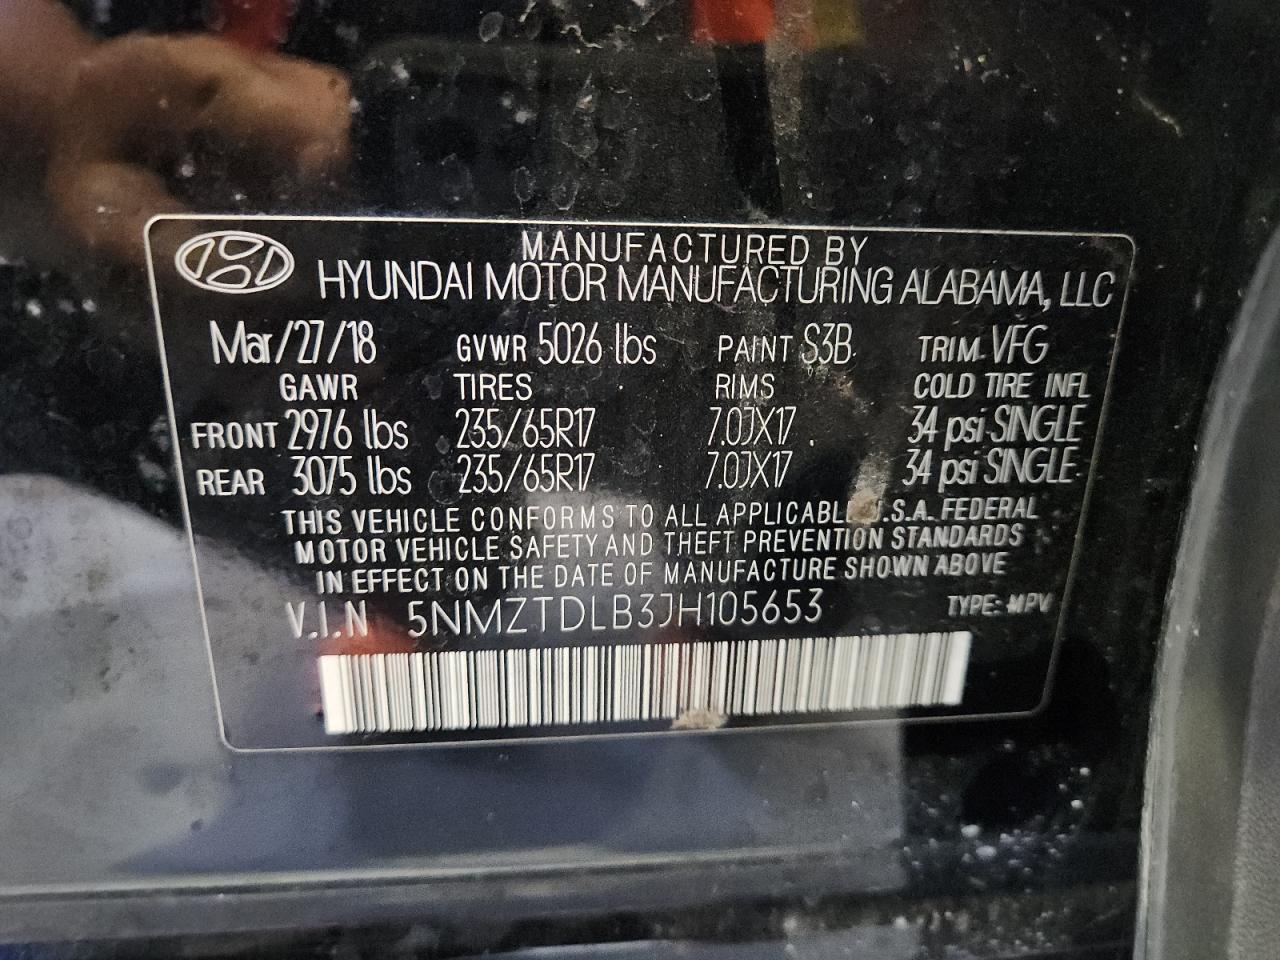 MANUFACTURED BY
HYUNDAI MOTOR MANUFACTURING ALABAMA, LLC
Mar/27/18 GVWR 5026 lbs PAINT S3B TRIM VFG
GAWR TIRES RIMS COLD TIRE INFL
FRONT 2976 lbs 235/65R17 7.0JX17 34 psi SINGLE
REAR 3075 lbs 235/65R17 7.0JX17 34 psi SINGLE
THIS VEHICLE CONFORMS TO ALL APPLICABLE U.S.A. FEDERAL
MOTOR VEHICLE SAFETY AND THEFT PREVENTION STANDARDS
IN EFFECT ON THE DATE OF MANUFACTURE SHOWN ABOVE
V.I.N 5NMZTDLB3JH105653 TYPE: MPV